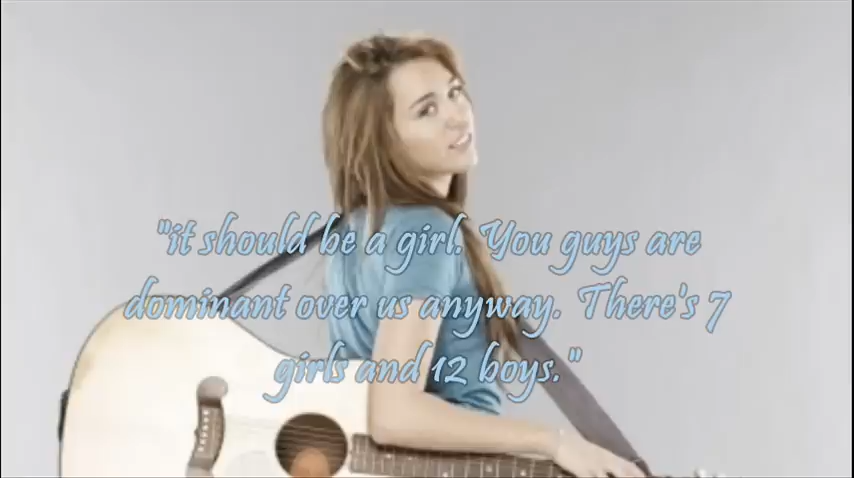 "it should be a girl. You guys are
dominant over us anyway. There's 7
girls and 12 boys."